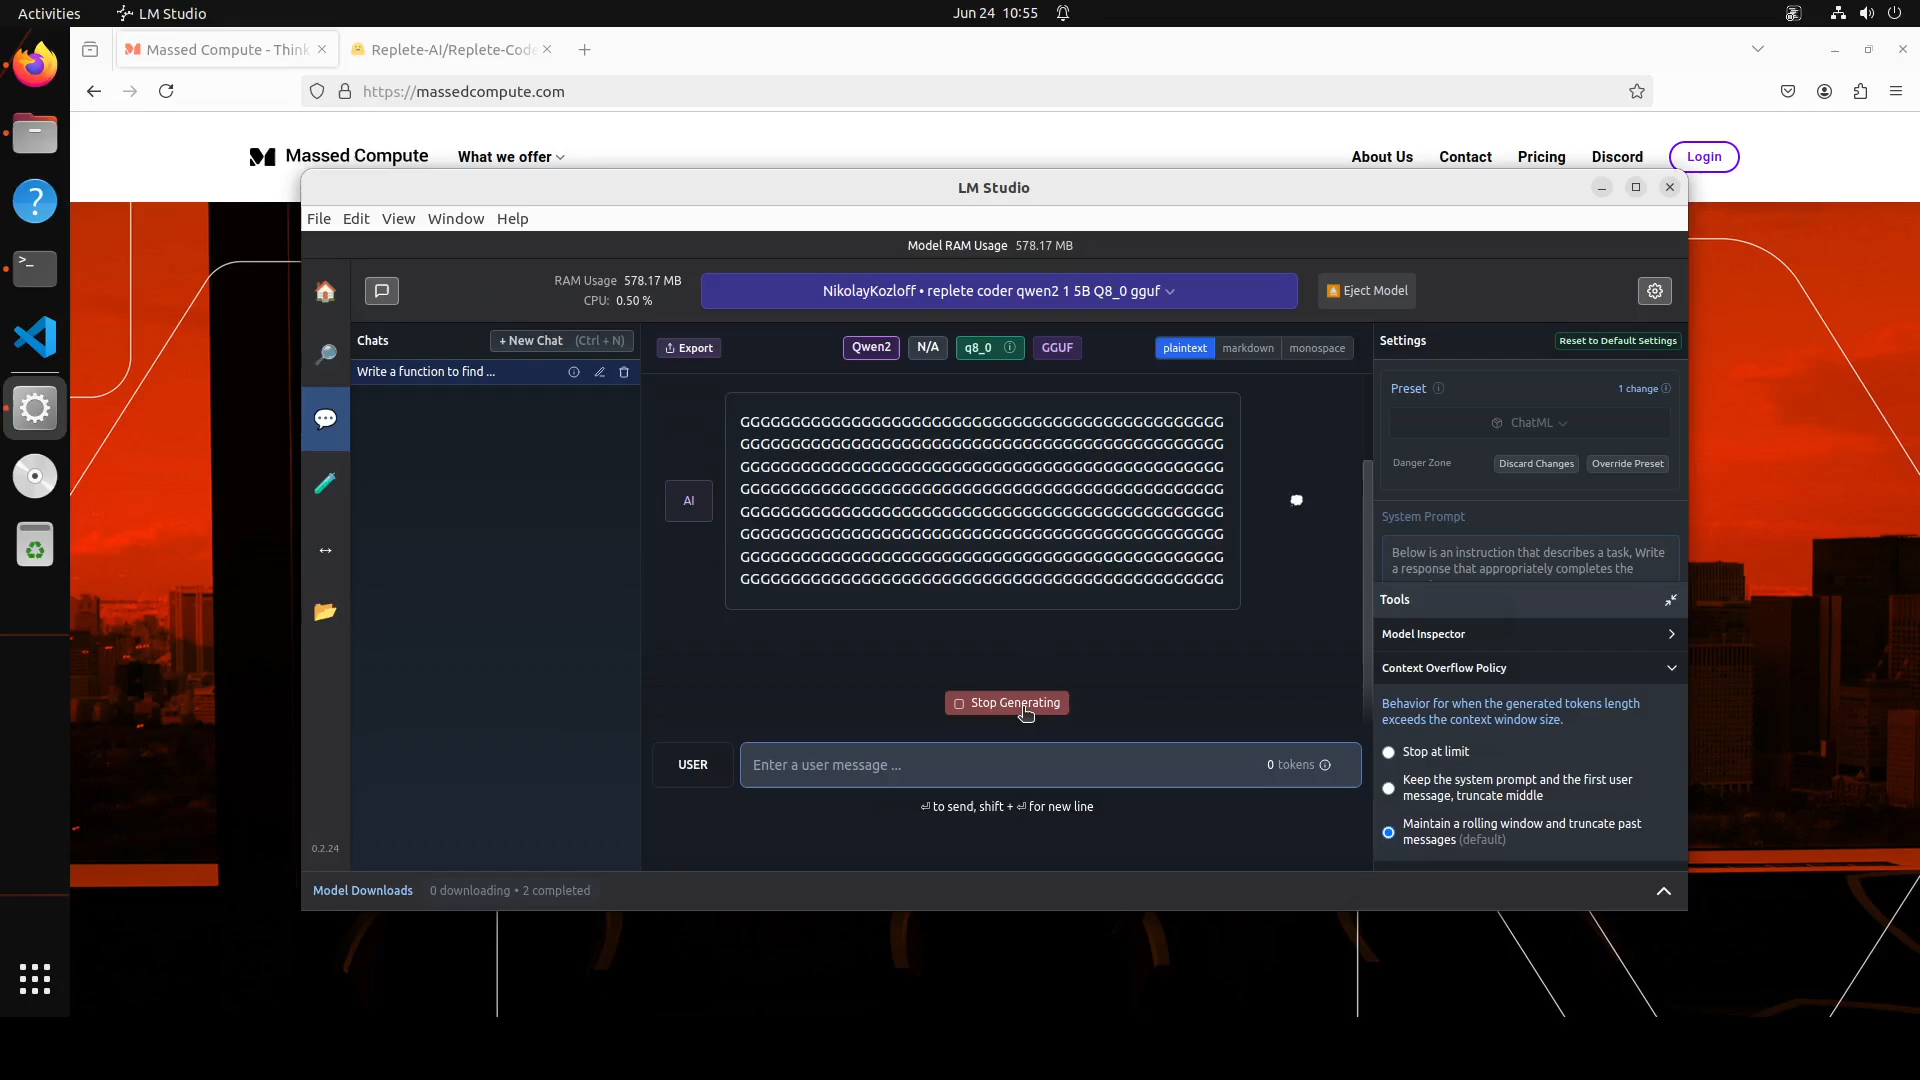 Activities
LM Studio
Jun 24 10:55
Massed Compute - Think
Replete-AI/Replete-Code
https://massedcompute.com
Massed Compute
What we offer
About Us
Contact
Pricing
Discord
Login
LM Studio
File Edit View Window Help
Model RAM Usage 578.17 MB
RAM Usage 578.17 MB
CPU: 0.50 %
NikolayKozloff • replete coder qwen2 1 5B Q8_0 gguf
Eject Model
Chats
+ New Chat (Ctrl + N)
Write a function to find ...
Export
Qwen2
N/A
q8_0
GGUF
plaintext
markdown
monospace
AI
GGGGGGGGGGGGGGGGGGGGGGGGGGGGGGGGGGGGGGGGGGGGGGGG
GGGGGGGGGGGGGGGGGGGGGGGGGGGGGGGGGGGGGGGGGGGGGGGG
GGGGGGGGGGGGGGGGGGGGGGGGGGGGGGGGGGGGGGGGGGGGGGGG
GGGGGGGGGGGGGGGGGGGGGGGGGGGGGGGGGGGGGGGGGGGGGGGG
GGGGGGGGGGGGGGGGGGGGGGGGGGGGGGGGGGGGGGGGGGGGGGGG
GGGGGGGGGGGGGGGGGGGGGGGGGGGGGGGGGGGGGGGGGGGGGGGG
GGGGGGGGGGGGGGGGGGGGGGGGGGGGGGGGGGGGGGGGGGGGGGGG
GGGGGGGGGGGGGGGGGGGGGGGGGGGGGGGGGGGGGGGGGGGGGGGG
Stop Generating
USER
Enter a user message ...
0 tokens
⏎ to send, shift + ⏎ for new line
0.2.24
Settings
Reset to Default Settings
Preset
1 change
ChatML
Danger Zone
Discard Changes
Override Preset
System Prompt
Below is an instruction that describes a task, Write
a response that appropriately completes the
Tools
Model Inspector
Context Overflow Policy
Behavior for when the generated tokens length
exceeds the context window size.
Stop at limit
Keep the system prompt and the first user
message, truncate middle
Maintain a rolling window and truncate past
messages (default)
Model Downloads
0 downloading • 2 completed